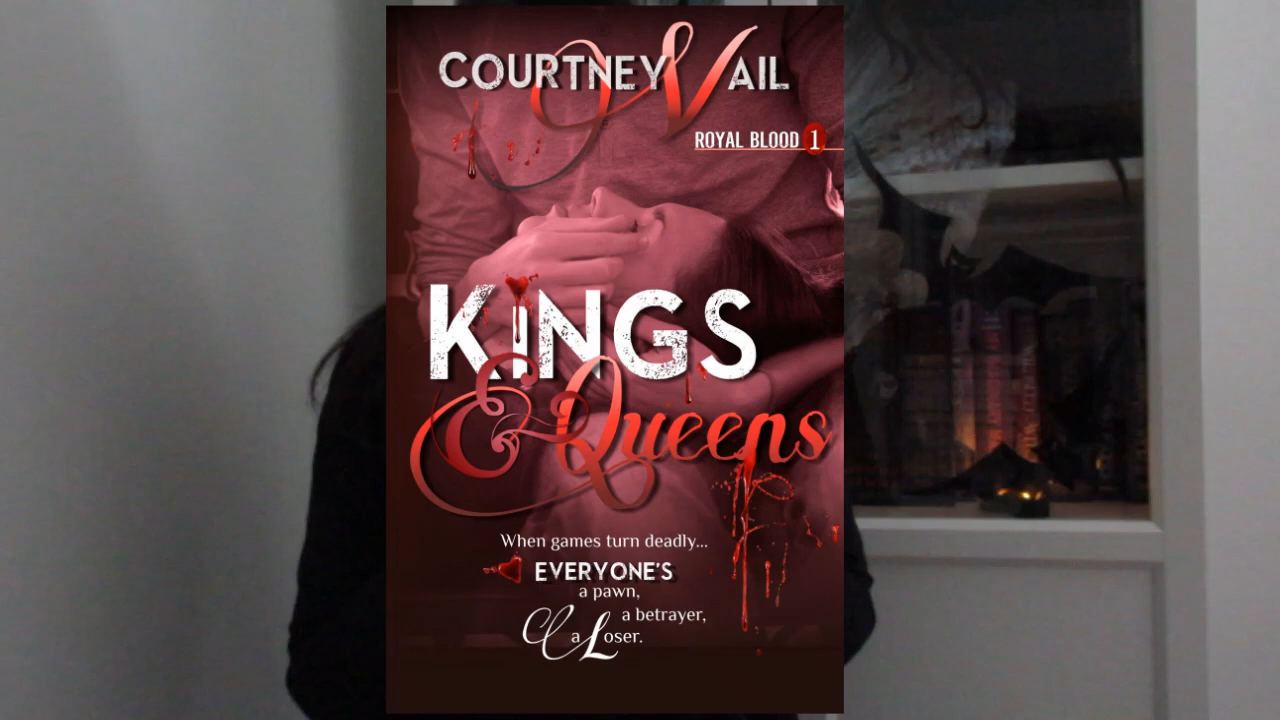 COURTNEY VAIL
ROYAL BLOOD 1
KiNGS
& Queens
When games turn deadly...
EVERYONE'S
a pawn,
a betrayer,
a Loser.